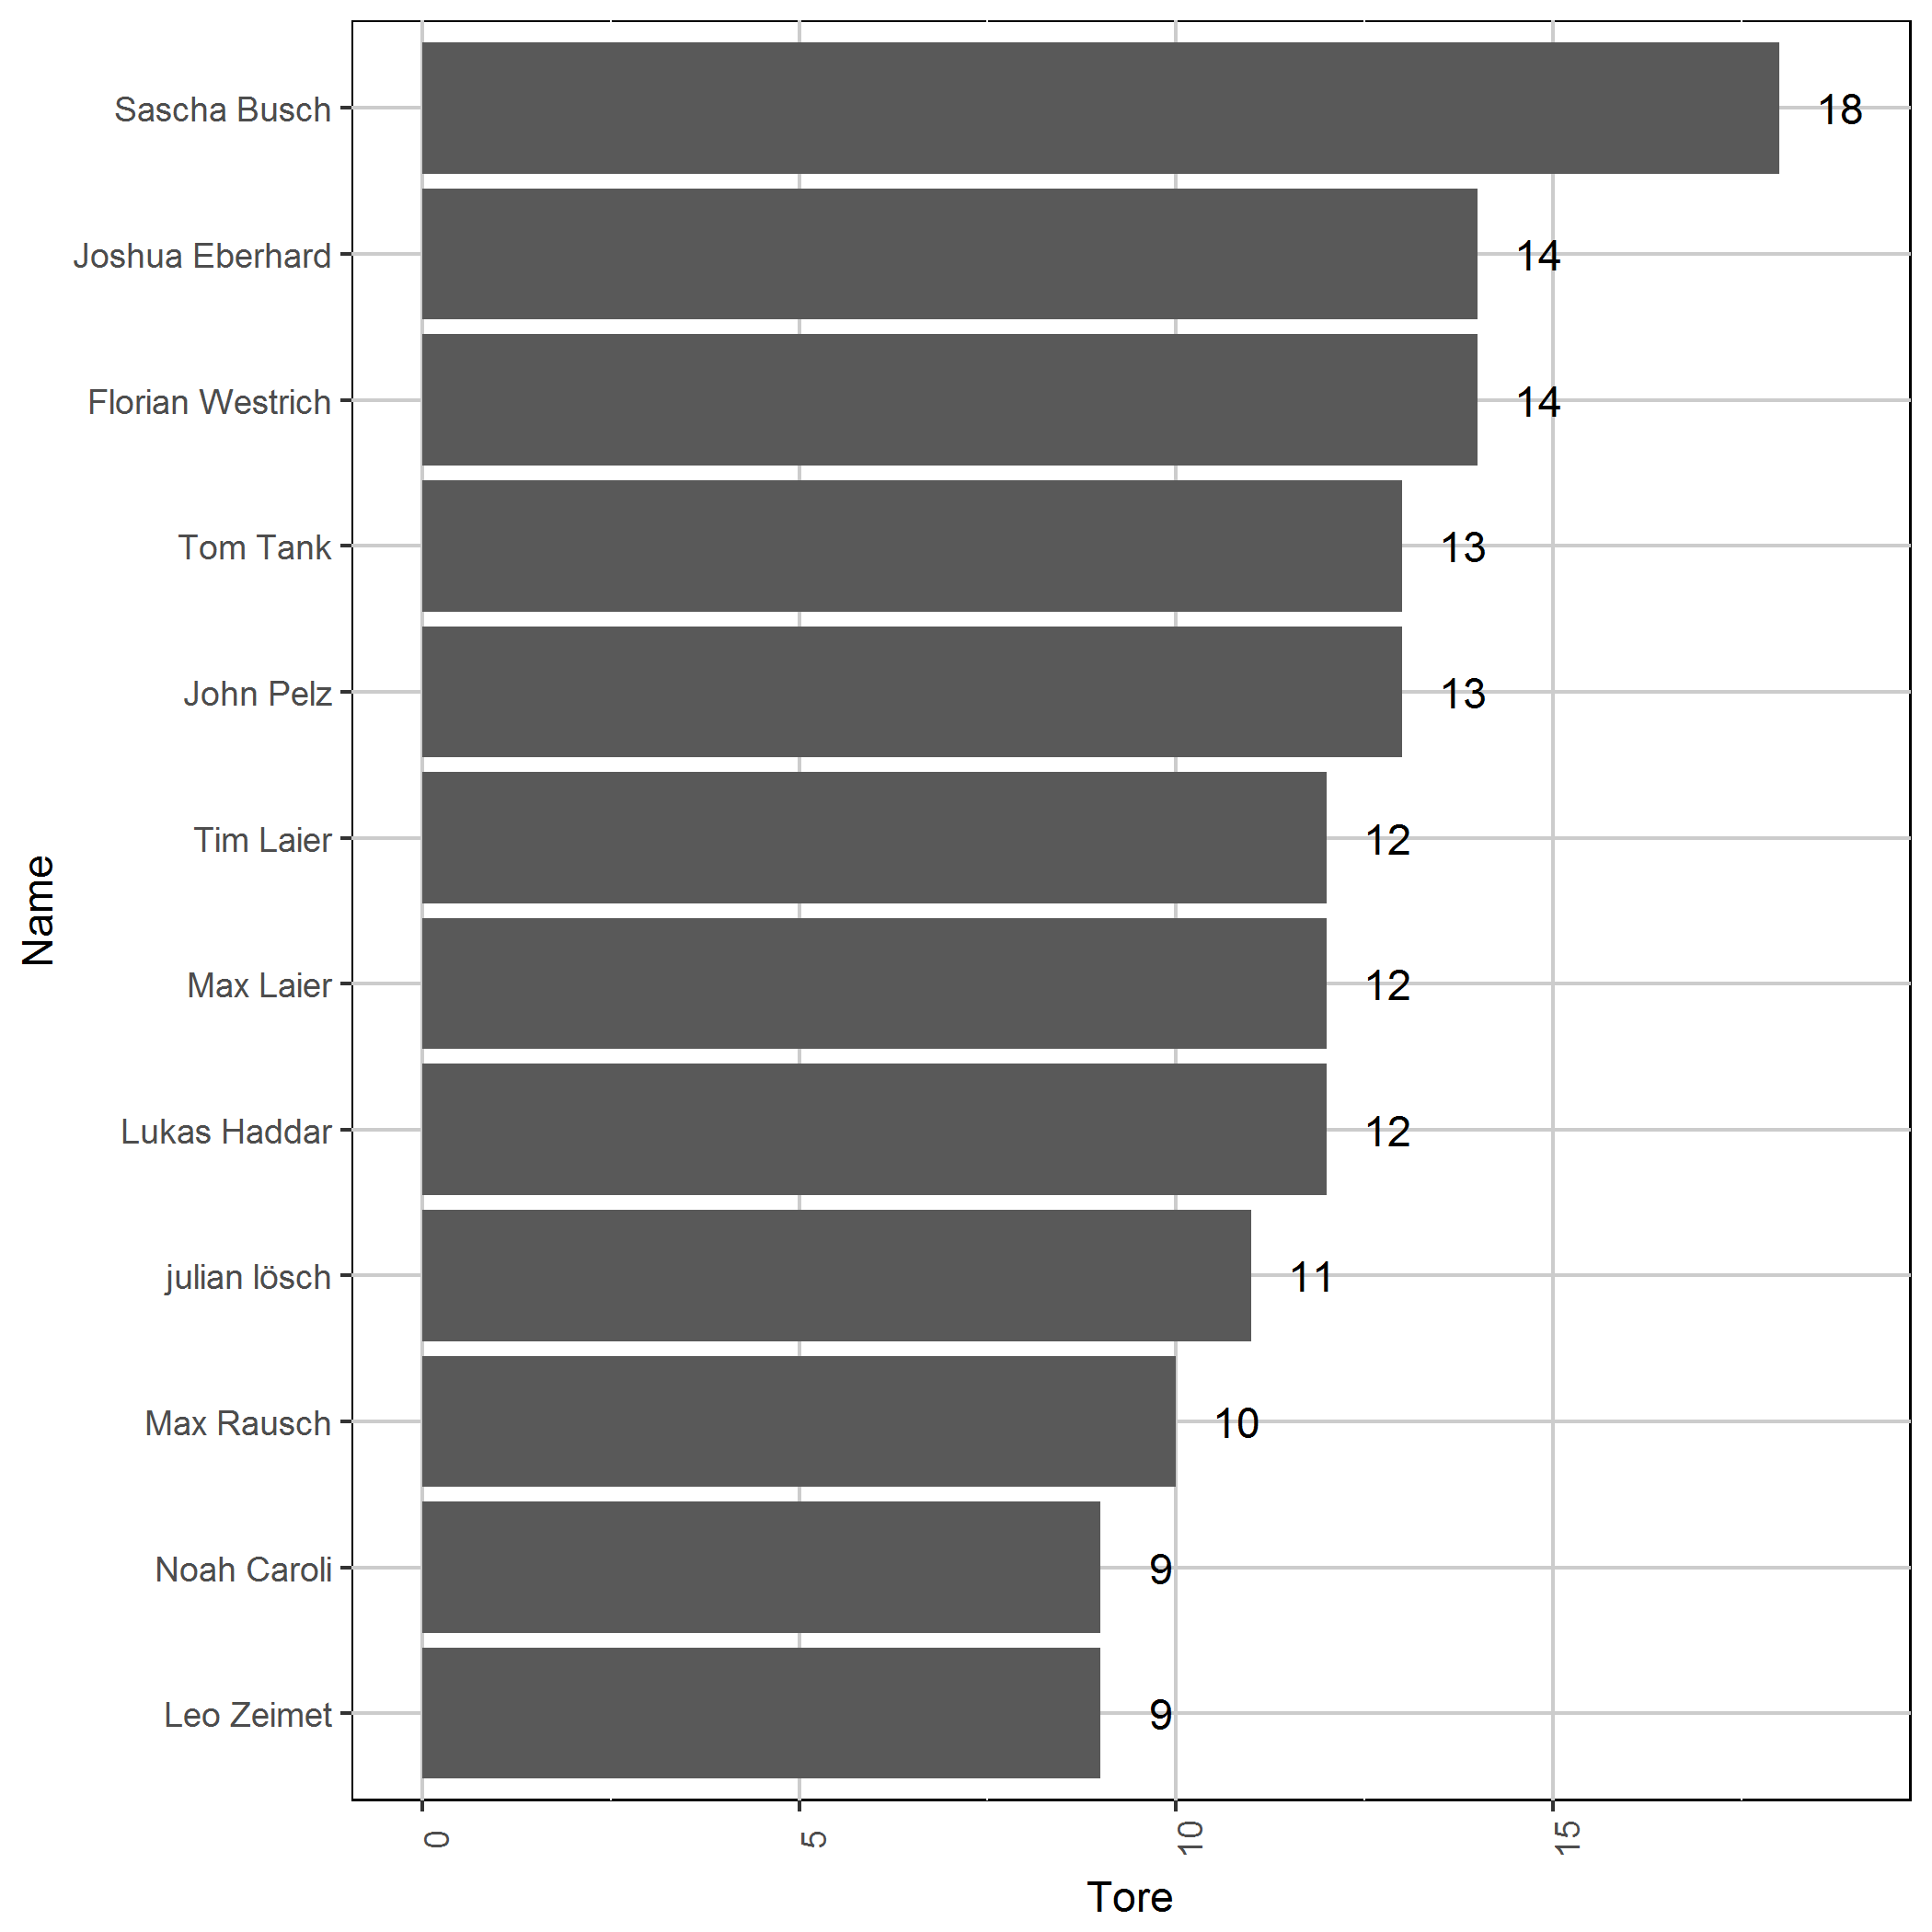 Sascha Busch 18
Joshua Eberhard 14
Florian Westrich 14
Tom Tank 13
John Pelz 13
Tim Laier 12
Max Laier 12
Lukas Haddar 12
julian lösch 11
Max Rausch 10
Noah Caroli 9
Leo Zeimet 9
Name
0 5 10 15
Tore